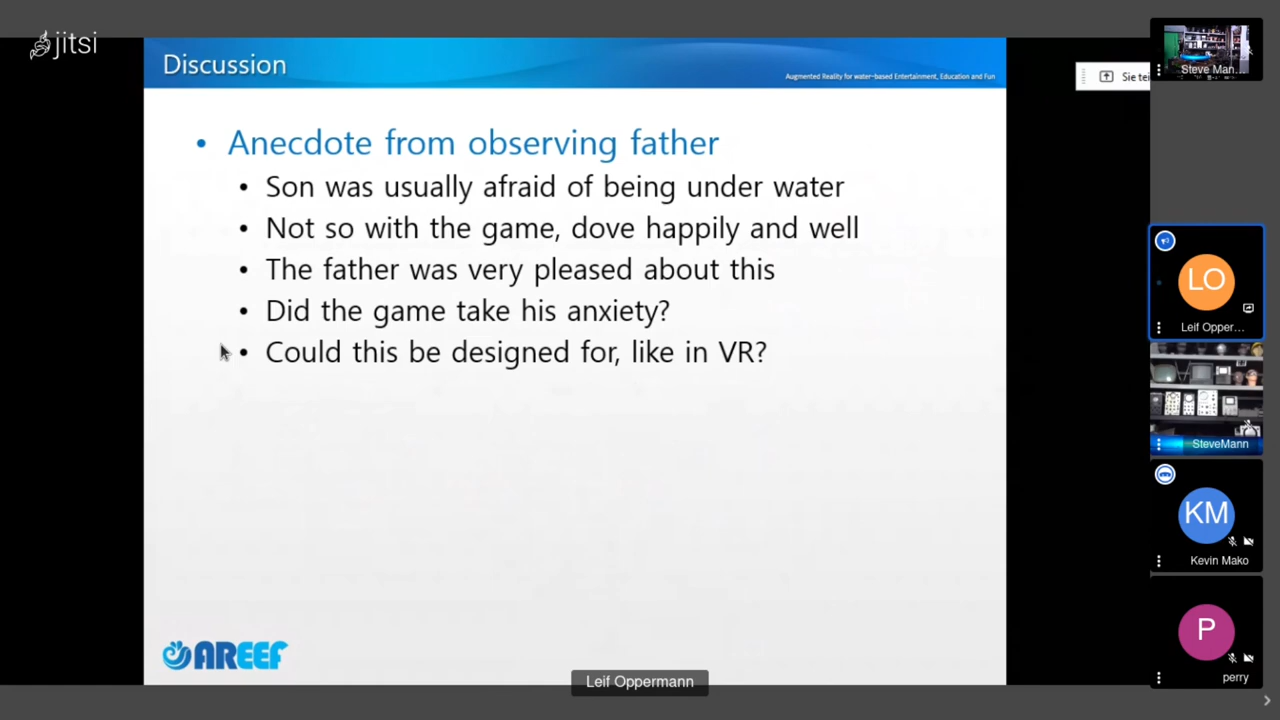 jitsi
Discussion
Augmented Reality for water-based Entertainment, Education and Fun
Sie tei
Steve Man...
• Anecdote from observing father
• Son was usually afraid of being under water
• Not so with the game, dove happily and well
• The father was very pleased about this
• Did the game take his anxiety?
• Could this be designed for, like in VR?
LO
Leif Opper...
SteveMann
KM
Kevin Mako
P
perry
AREEF
Leif Oppermann